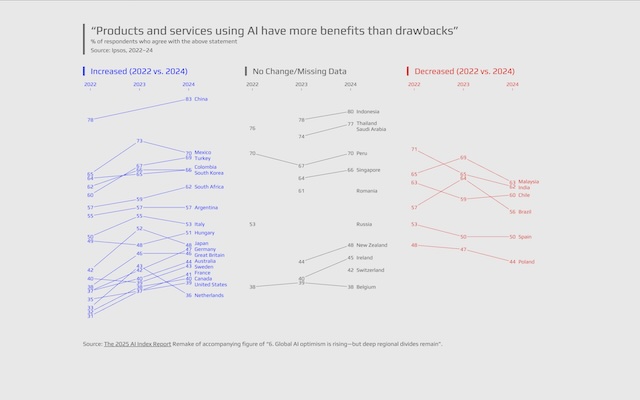 “Products and services using AI have more benefits than drawbacks”
% of respondents who agree with the above statement
Source: Ipsos, 2022–24
Increased (2022 vs. 2024)
2022 2023 2024
83 China
78
73
70 Mexico
69 Turkey
67
66 Colombia
South Korea
65
64
65
62
60
62 South Africa
59
57
57
57 Argentina
55
55
53 Italy
52
51 Hungary
50
49
48
48 Japan
47 Germany
46
46 Great Britain
44 Australia
43 Sweden
42
42
41 France
40 Canada
39 United States
36 Netherlands
38
37
35
33
32
31
No Change/Missing Data
2022 2023 2024
80 Indonesia
78
77 Thailand
Saudi Arabia
76
74
70
70 Peru
67
66 Singapore
64
61
Romania
53
Russia
48 New Zealand
44
45 Ireland
42 Switzerland
40
39
38
38 Belgium
Decreased (2022 vs. 2024)
2022 2023 2024
71
69
65
65
64
63
63 Malaysia
62 India
60 Chile
59
57
56 Brazil
53
50
50 Spain
48
47
44 Poland
Source: The 2025 AI Index Report Remake of accompanying figure of “6. Global AI optimism is rising—but deep regional divides remain”.